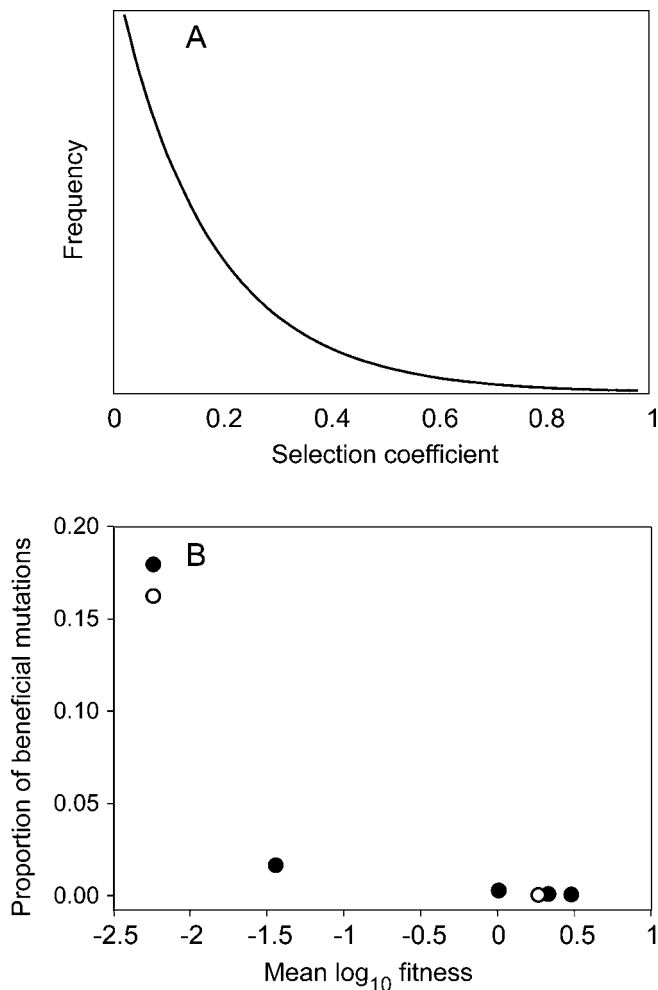 A
Frequency
0 0.2 0.4 0.6 0.8 1
Selection coefficient
0.20
B
0.15
0.10
0.05
0.00
Proportion of beneficial mutations
-2.5 -2 -1.5 -1 -0.5 0 0.5 1
Mean log10 fitness